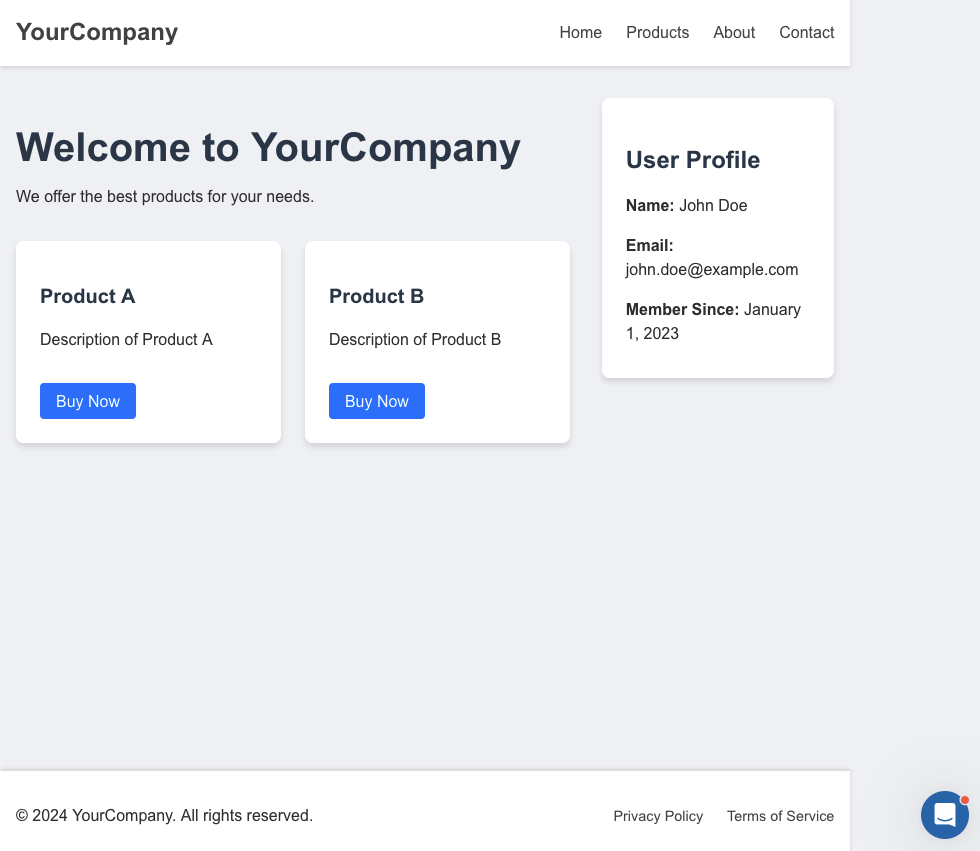 YourCompany
Home Products About Contact
Welcome to YourCompany
We offer the best products for your needs.
Product A
Description of Product A
Buy Now
Product B
Description of Product B
Buy Now
User Profile
Name: John Doe
Email:
john.doe@example.com
Member Since: January
1, 2023
© 2024 YourCompany. All rights reserved.
Privacy Policy Terms of Service